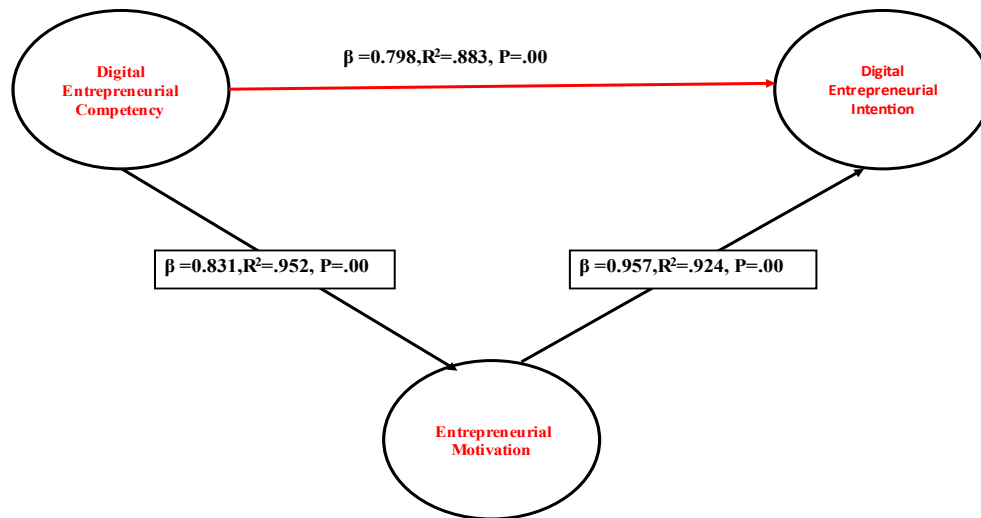 β =0.798,R²=.883, P=.00
Digital
Entrepreneurial
Competency
Digital
Entrepreneurial
Intention
β =0.831,R²=.952, P=.00
β =0.957,R²=.924, P=.00
Entrepreneurial
Motivation